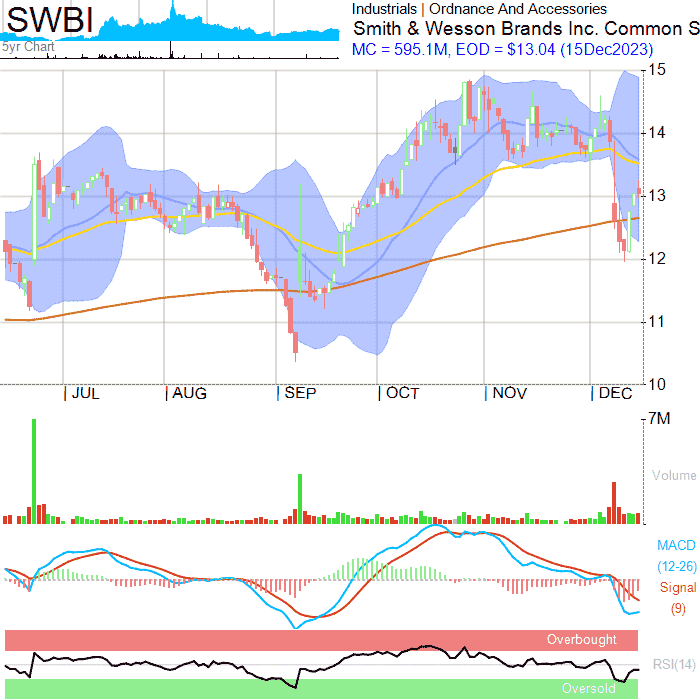 SWBI
5yr Chart
Industrials | Ordnance And Accessories
Smith & Wesson Brands Inc. Common S
MC = 595.1M, EOD = $13.04 (15Dec2023)
15
14
13
12
11
10
JUL AUG SEP OCT NOV DEC
7M
Volume
MACD
(12-26)
Signal
(9)
Overbought
RSI(14)
Oversold